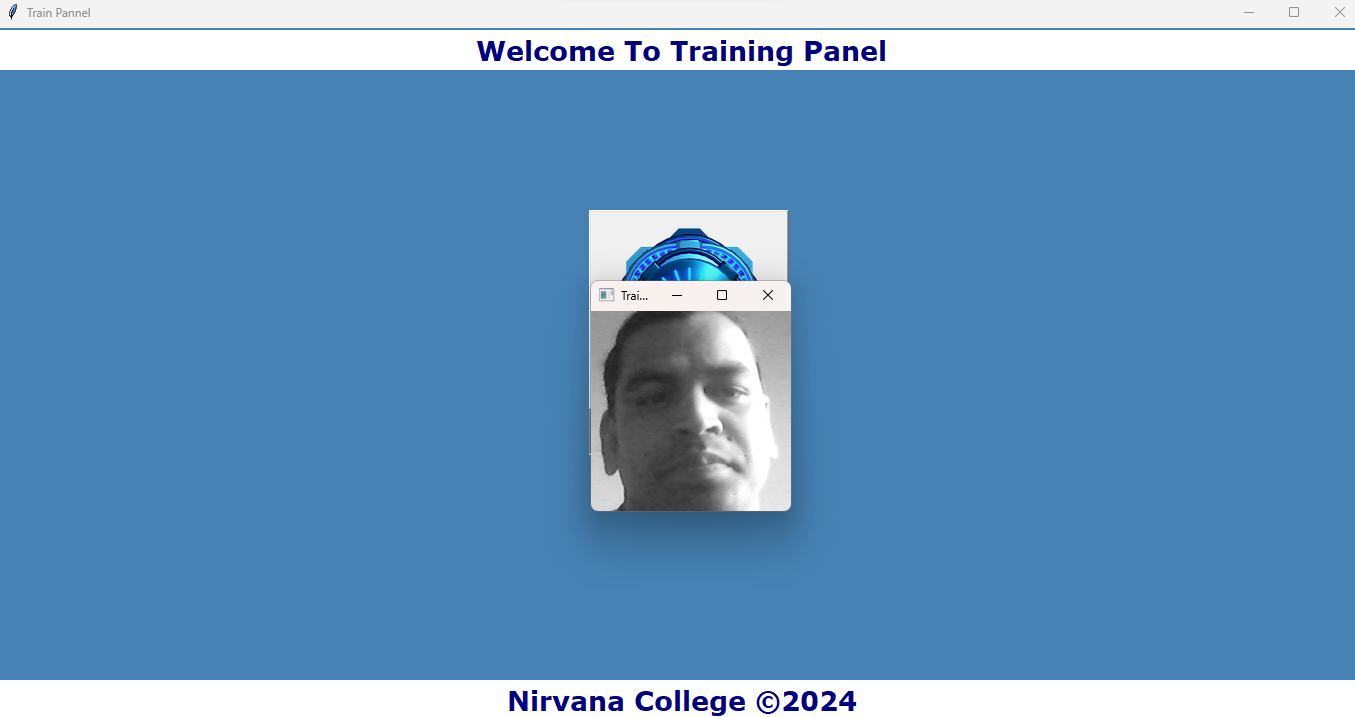 Train Pannel
Welcome To Training Panel
Trai...
Nirvana College ©2024